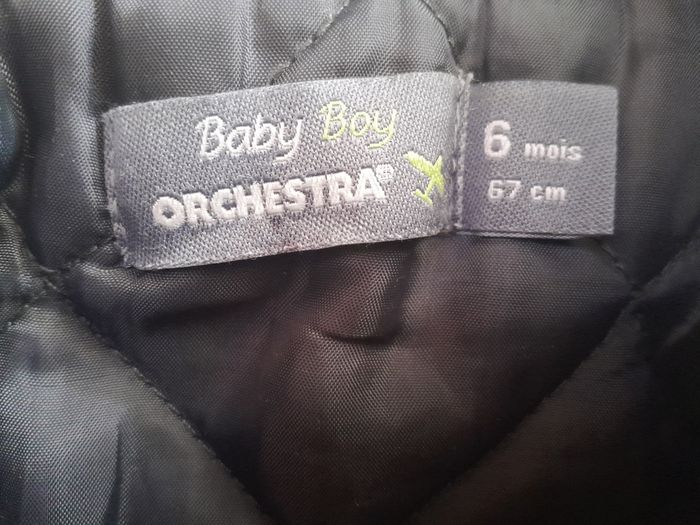 Baby Boy
ORCHESTRA®
6 mois
67 cm